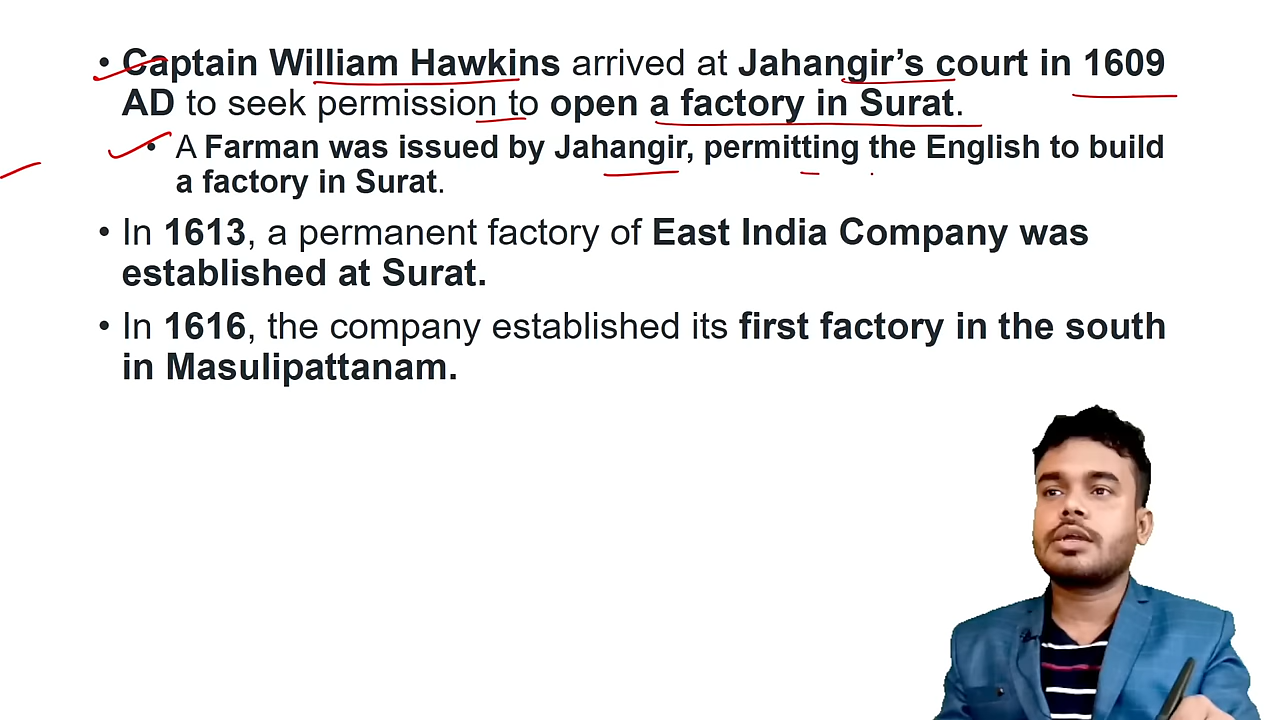 • Captain William Hawkins arrived at Jahangir’s court in 1609
AD to seek permission to open a factory in Surat.
• A Farman was issued by Jahangir, permitting the English to build
a factory in Surat.
• In 1613, a permanent factory of East India Company was
established at Surat.
• In 1616, the company established its first factory in the south
in Masulipattanam.